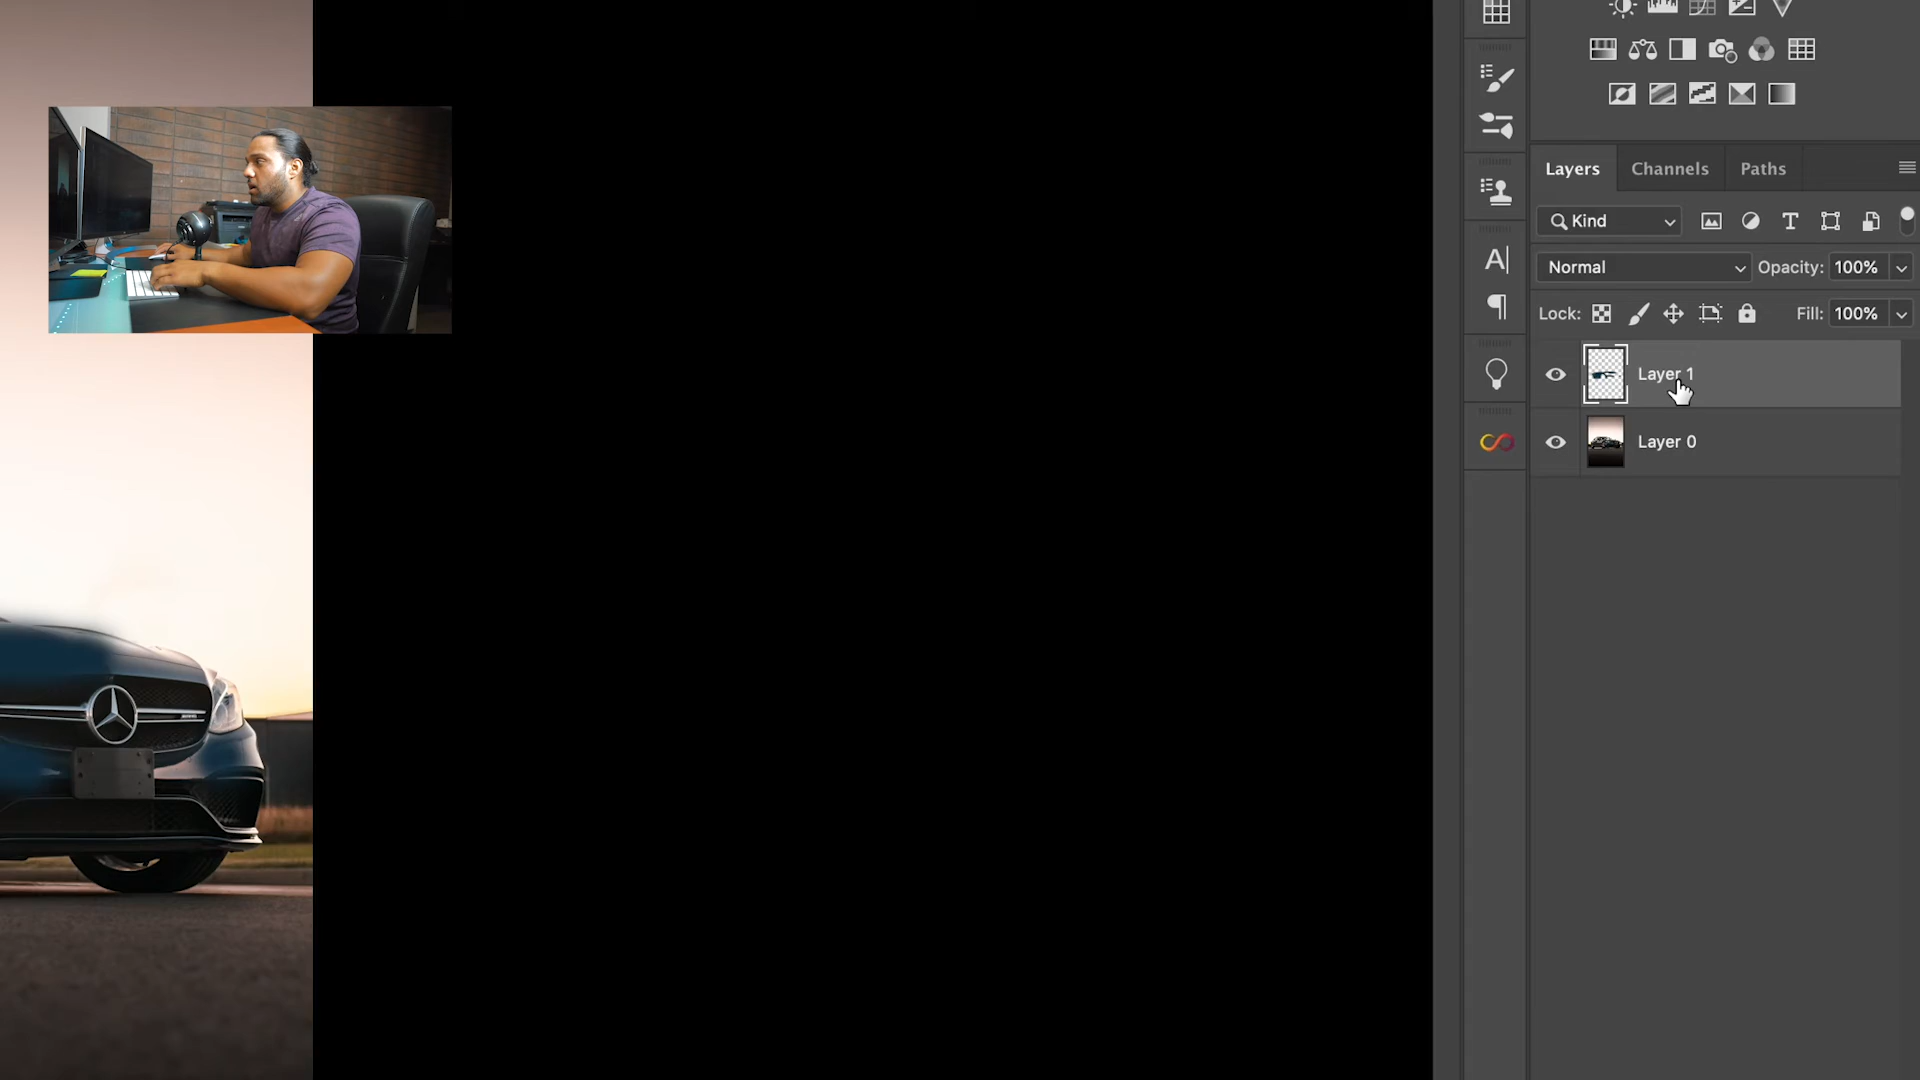 Layers Channels Paths
Kind
Normal Opacity: 100%
Lock: Fill: 100%
Layer 1
Layer 0